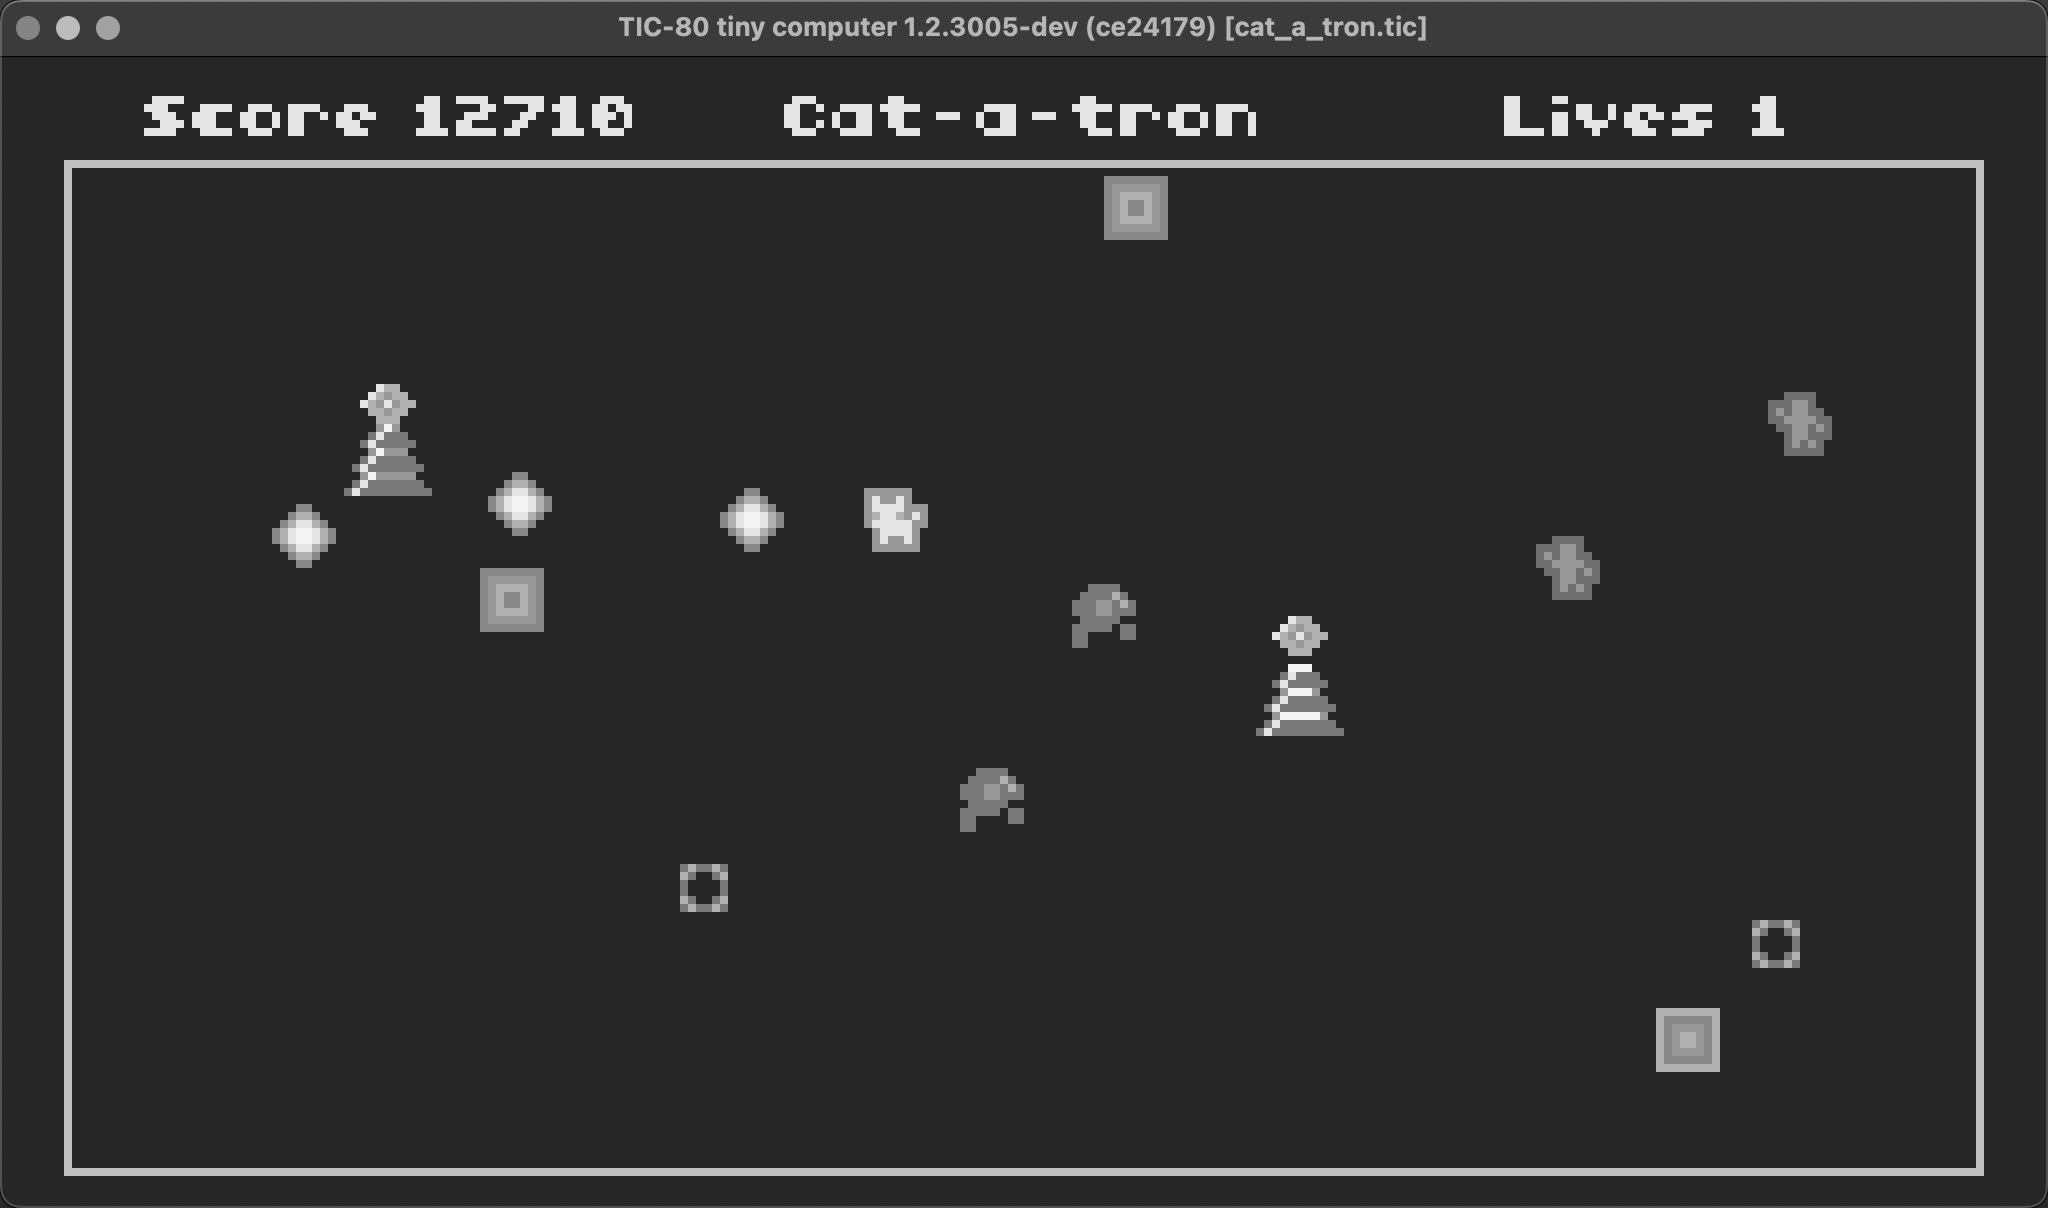 TIC-80 tiny computer 1.2.3005-dev (ce24179) [cat_a_tron.tic]
Score 12710 Cat-a-tron Lives 1